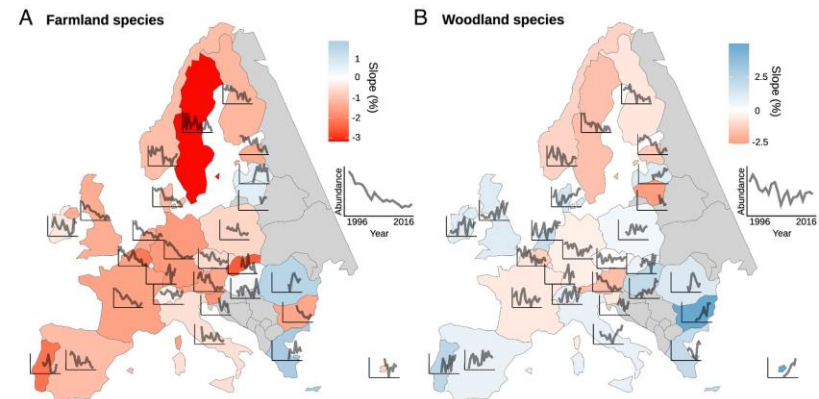 A Farmland species
1
0
-1
-2
-3
Slope (%)
Abundance
1996 2016
Year
B Woodland species
2.5
0
-2.5
Slope (%)
Abundance
1996 2016
Year